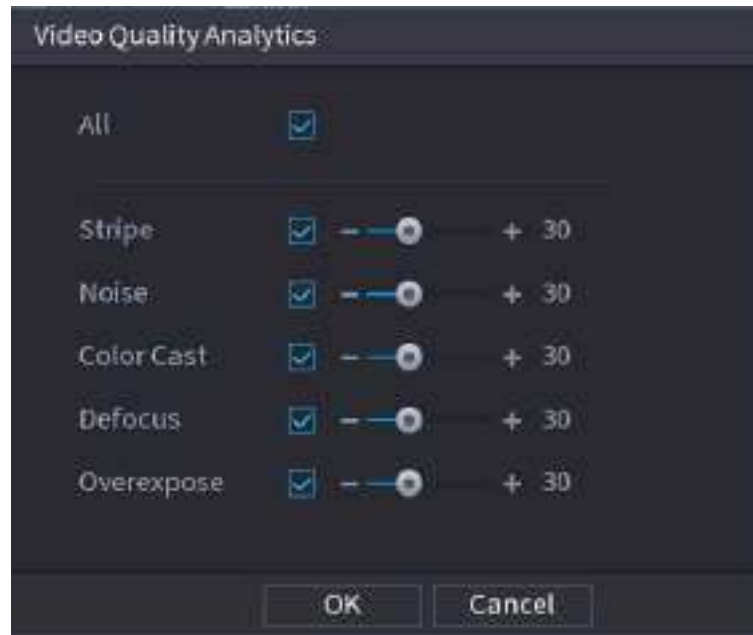 Video Quality Analytics
All
Stripe - + 30
Noise - + 30
Color Cast - + 30
Defocus - + 30
Overexpose - + 30
OK Cancel